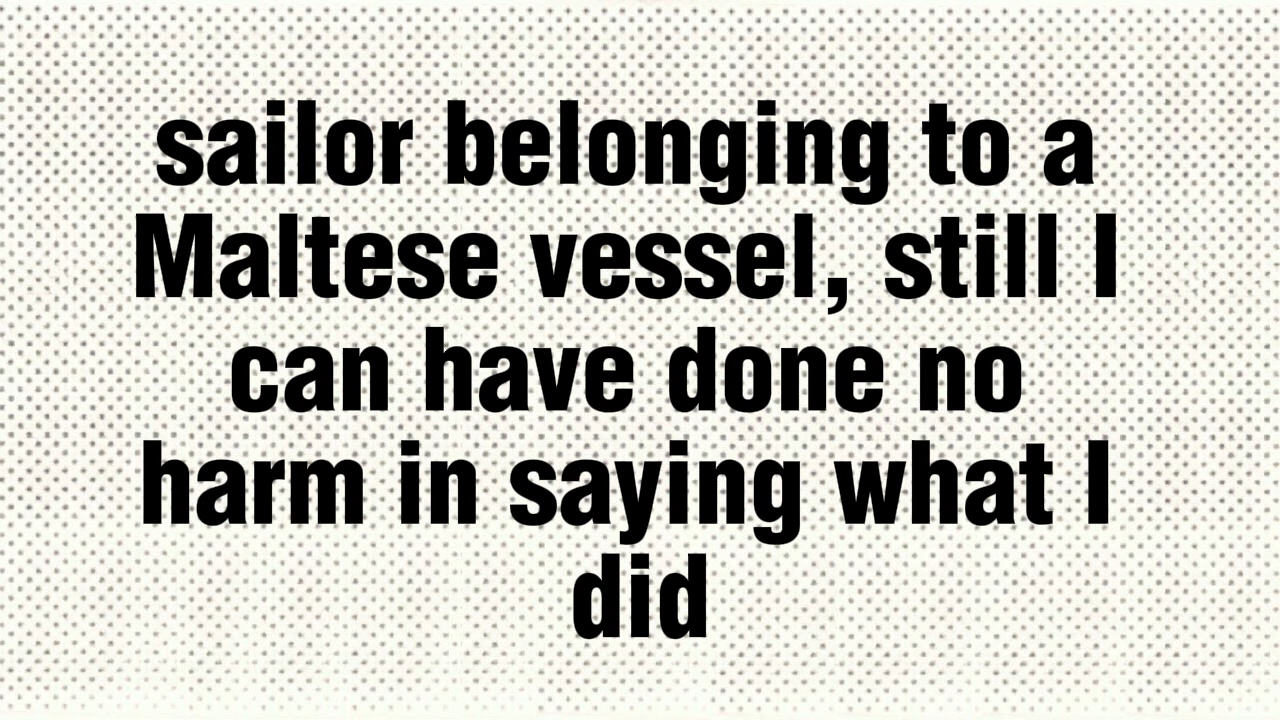 sailor belonging to a
Maltese vessel, still I
can have done no
harm in saying what I
did